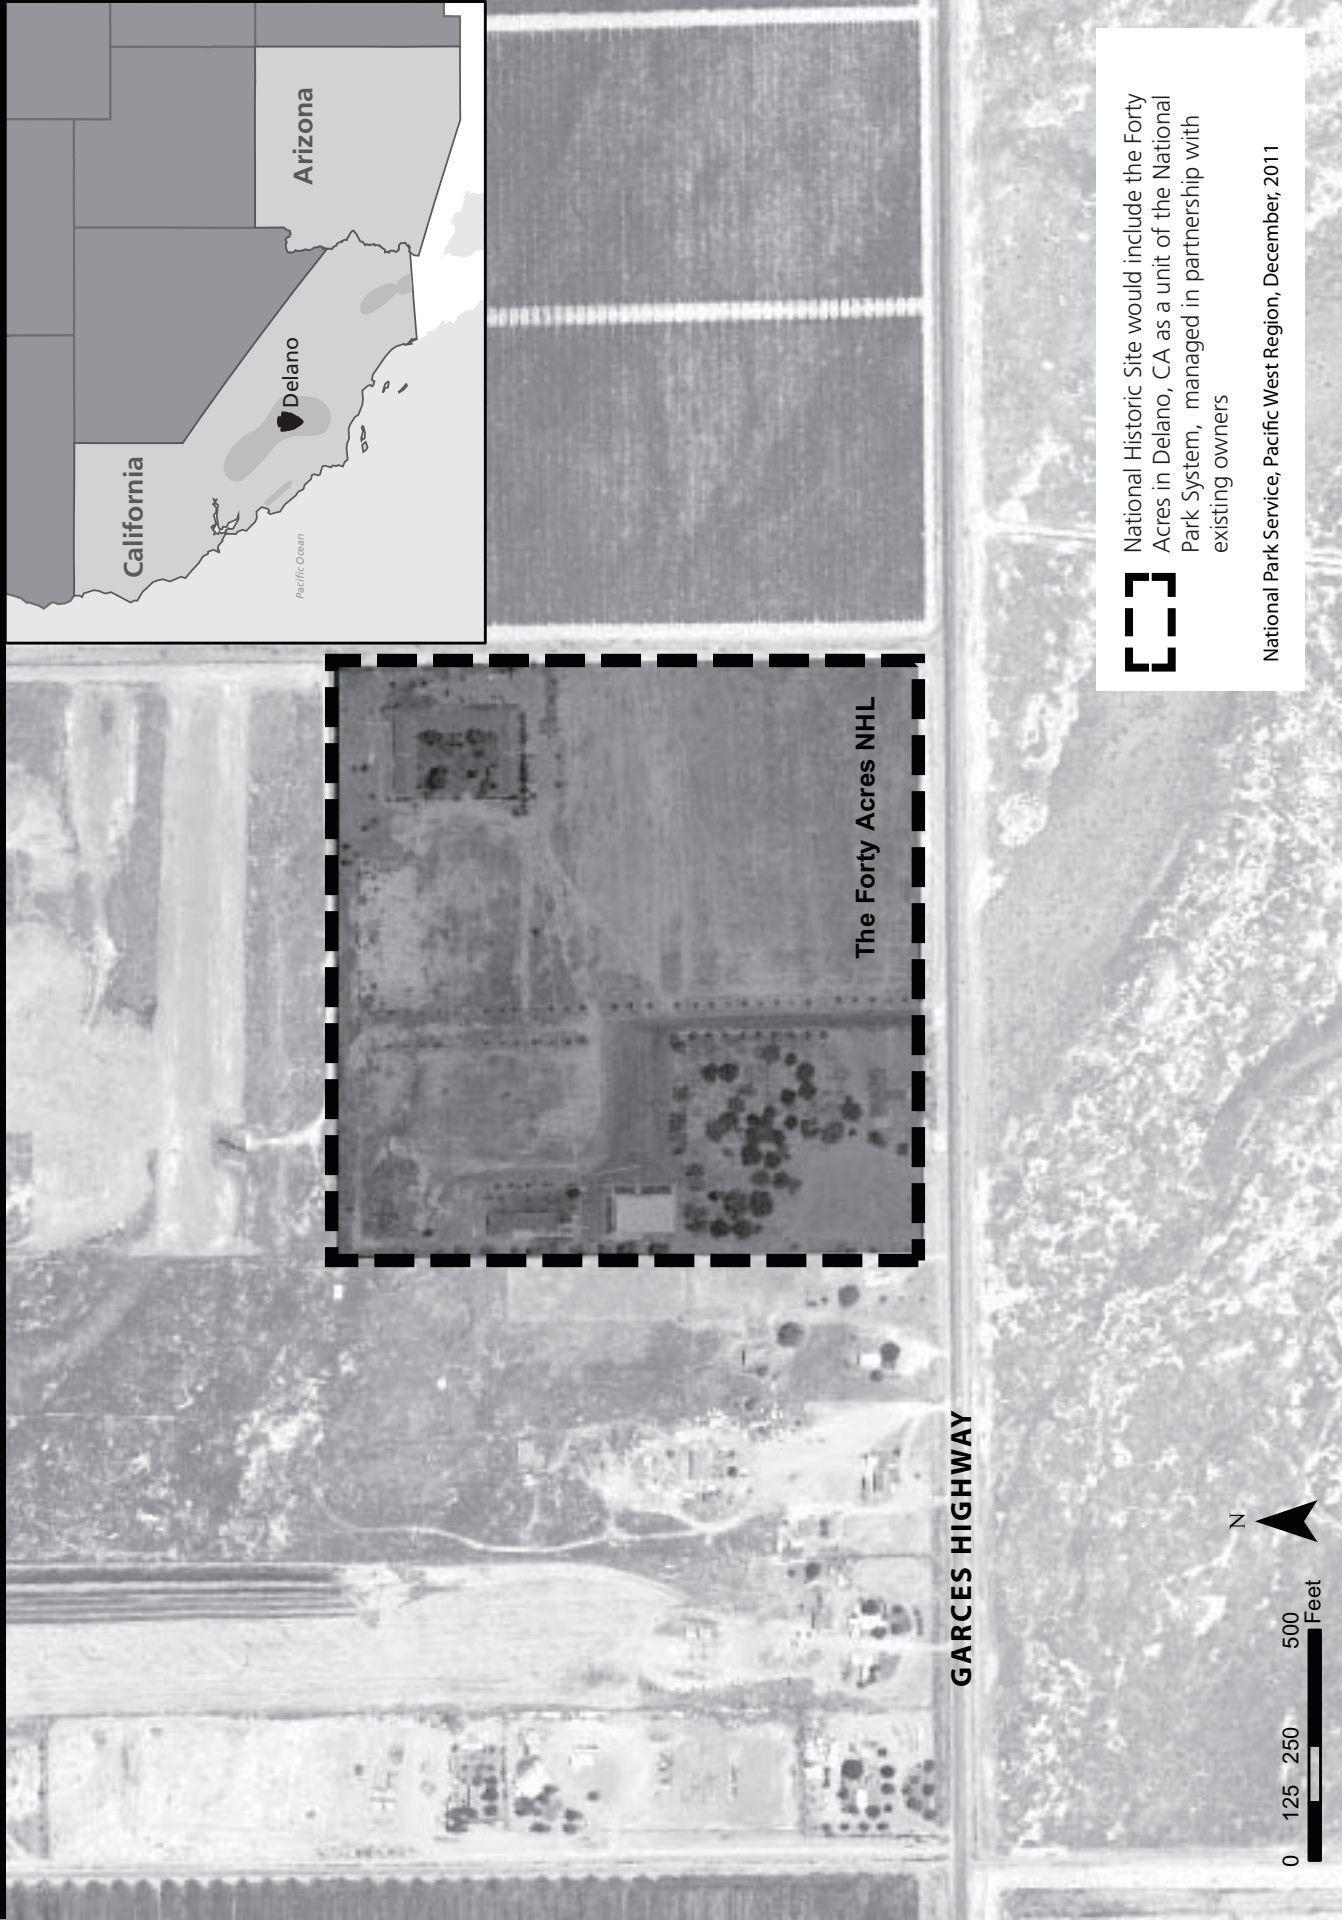 California
Arizona
Delano
Pacific Ocean
The Forty Acres NHL
GARCES HIGHWAY
National Historic Site would include the Forty
Acres in Delano, CA as a unit of the National
Park System, managed in partnership with
existing owners
National Park Service, Pacific West Region, December, 2011
N
0 125 250 500
Feet